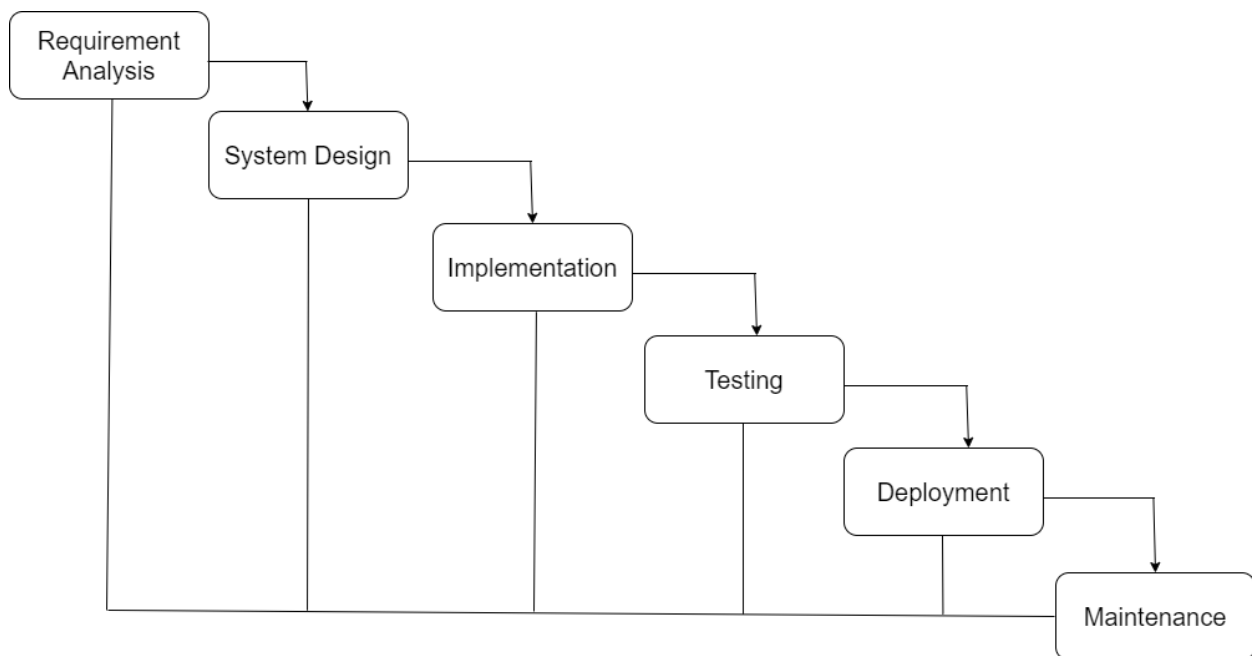 Requirement
Analysis
System Design
Implementation
Testing
Deployment
Maintenance